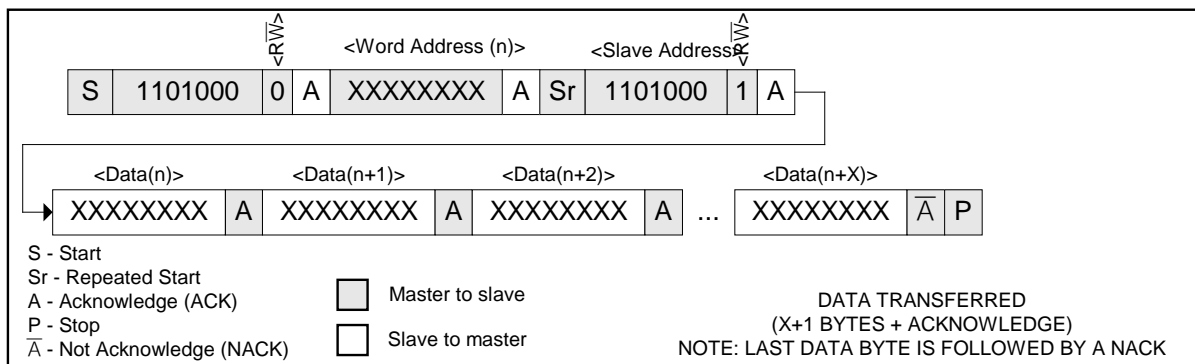 <RW̅> <RW̅>
<Word Address (n)> <Slave Address>
S 1101000 0 A XXXXXXXX A Sr 1101000 1 A
<Data(n)> <Data(n+1)> <Data(n+2)> <Data(n+X)>
XXXXXXXX A XXXXXXXX A XXXXXXXX A ... XXXXXXXX A̅ P
S - Start
Sr - Repeated Start
A - Acknowledge (ACK)
P - Stop
A̅ - Not Acknowledge (NACK)
Master to slave
Slave to master
DATA TRANSFERRED
(X+1 BYTES + ACKNOWLEDGE)
NOTE: LAST DATA BYTE IS FOLLOWED BY A NACK